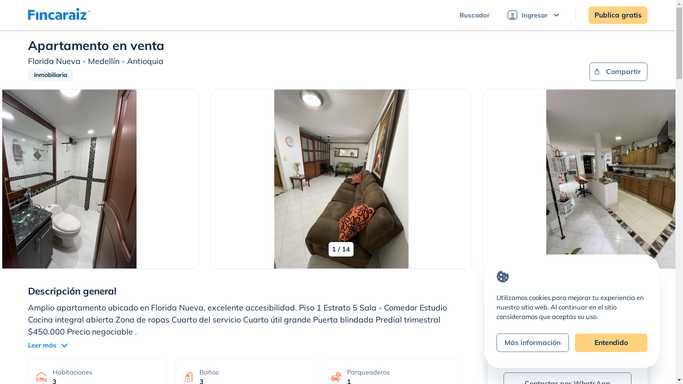 Fincaraiz
Buscador
Ingresar
Publica gratis
Apartamento en venta
Florida Nueva - Medellín - Antioquia
Inmobiliaria
Compartir
1 / 14
Descripción general
Amplio apartamento ubicado en Florida Nueva, excelente accesibilidad. Piso 1 Estrato 5 Sala - Comedor Estudio
Cocina integral abierta Zona de ropas Cuarto del servicio Cuarto útil grande Puerta blindada Predial trimestral
$450.000 Precio negociable .
Leer más
Habitaciones
3
Baños
3
Parqueaderos
1
Utilizamos cookies para mejorar tu experiencia en
nuestro sitio web. Al continuar en el sitio
consideramos que aceptas su uso.
Más información
Entendido
Contactar por WhatsApp